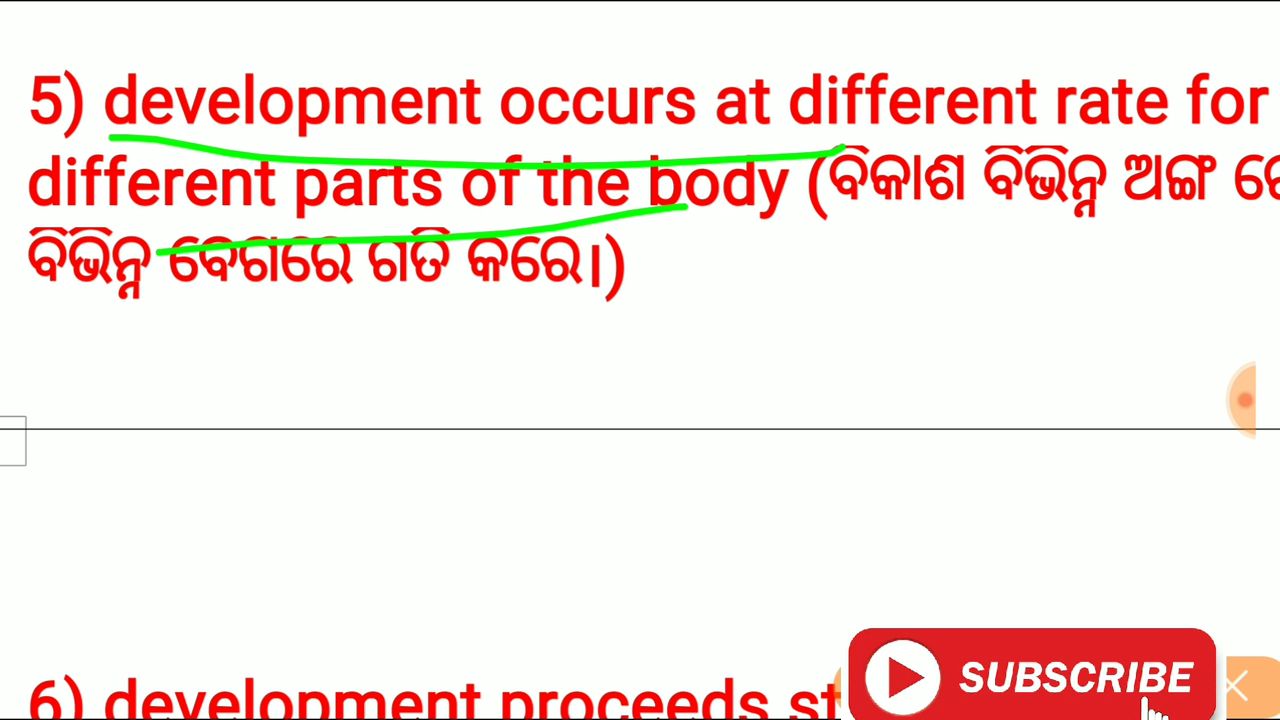 5) development occurs at different rate for
different parts of the body (ବିକାଶ ବିଭିନ୍ନ ଅଙ୍ଗ
ବିଭିନ୍ନ ବେଗରେ ଗତି କରେ।)
6) development proceeds
SUBSCRIBE